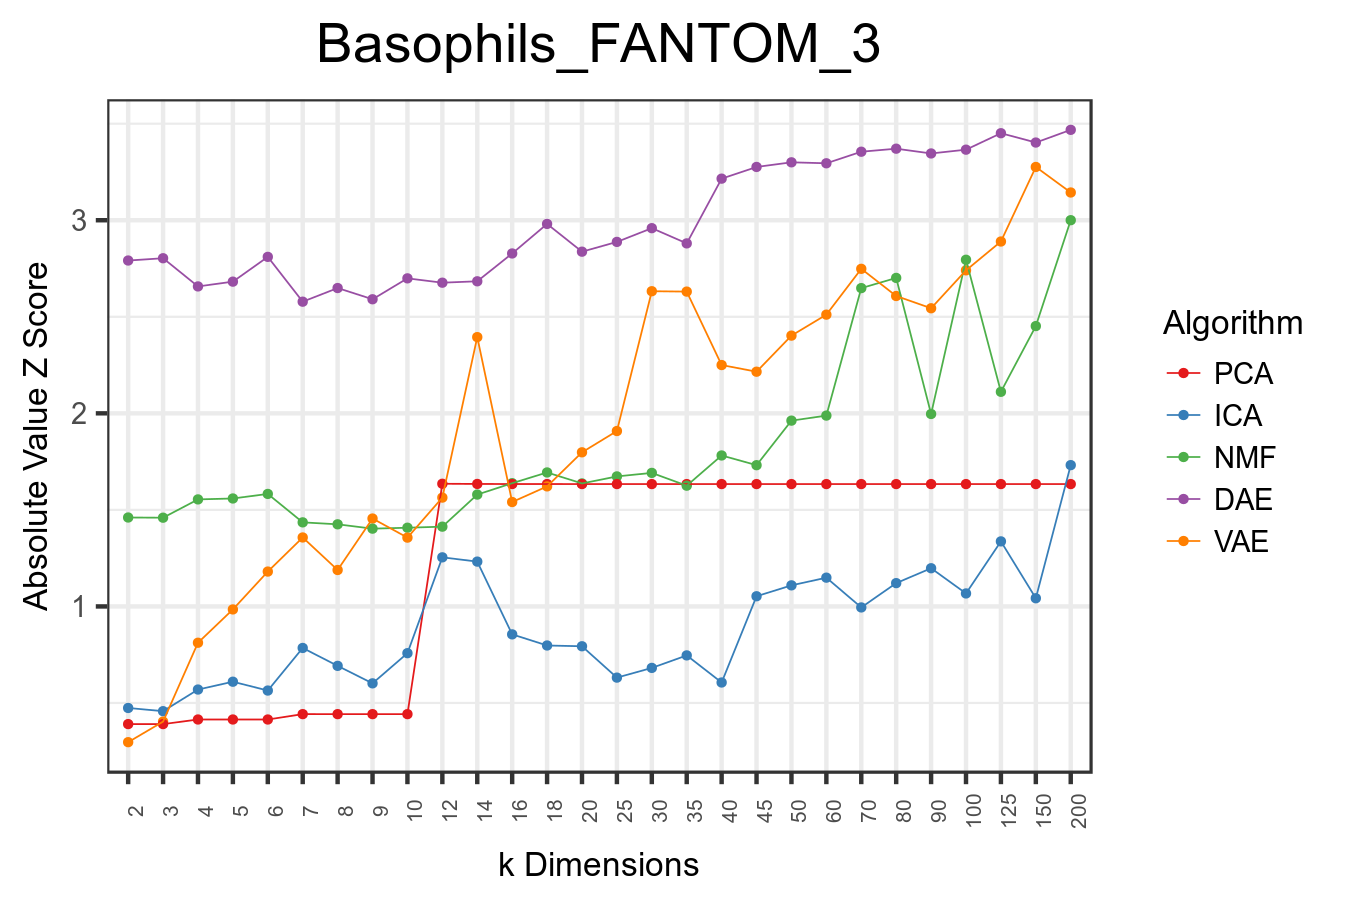 Basophils_FANTOM_3
Absolute Value Z Score
3
2
1
2 3 4 5 6 7 8 9 10 12 14 16 18 20 25 30 35 40 45 50 60 70 80 90 100 125 150 200
k Dimensions
Algorithm
PCA
ICA
NMF
DAE
VAE